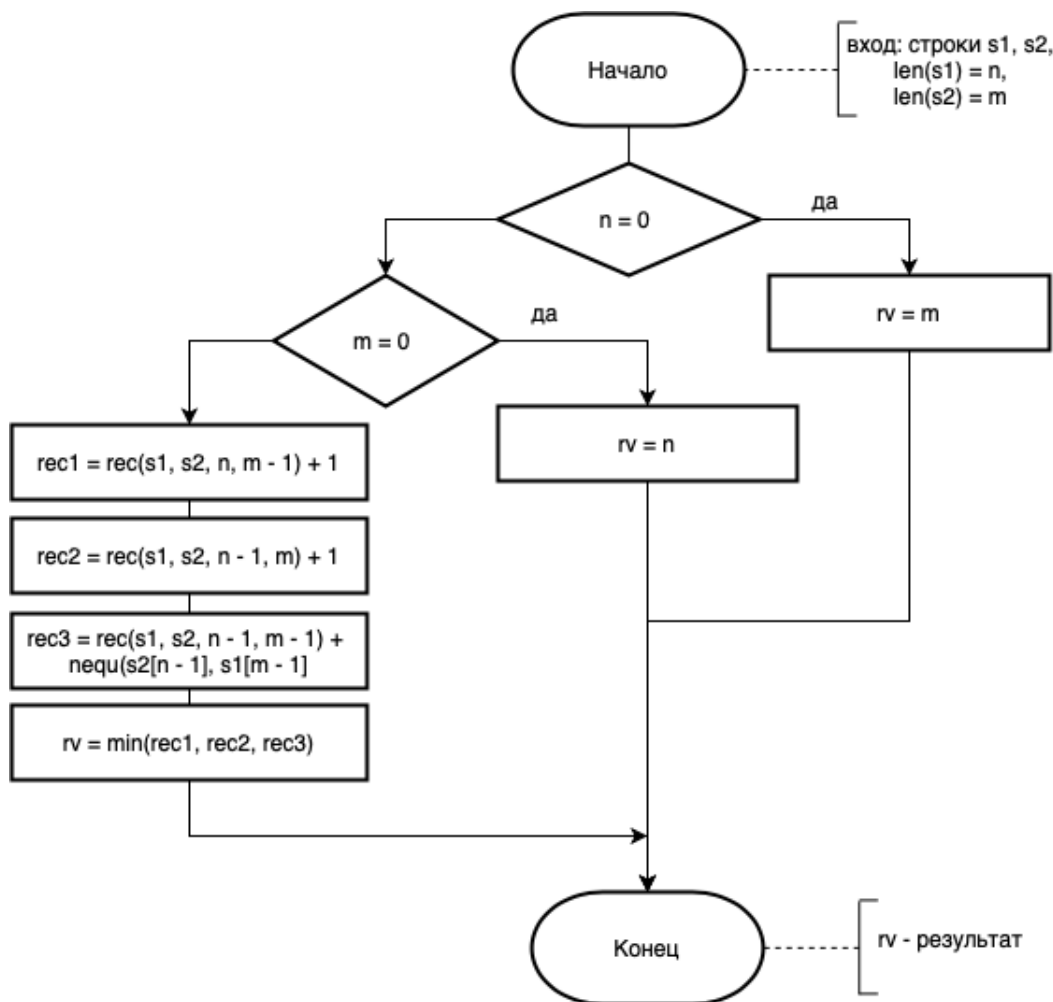 Начало
вход: строки s1, s2,
len(s1) = n,
len(s2) = m
n = 0
да
rv = m
m = 0
да
rv = n
rec1 = rec(s1, s2, n, m - 1) + 1
rec2 = rec(s1, s2, n - 1, m) + 1
rec3 = rec(s1, s2, n - 1, m - 1) +
nequ(s2[n - 1], s1[m - 1]
rv = min(rec1, rec2, rec3)
Конец
rv - результат